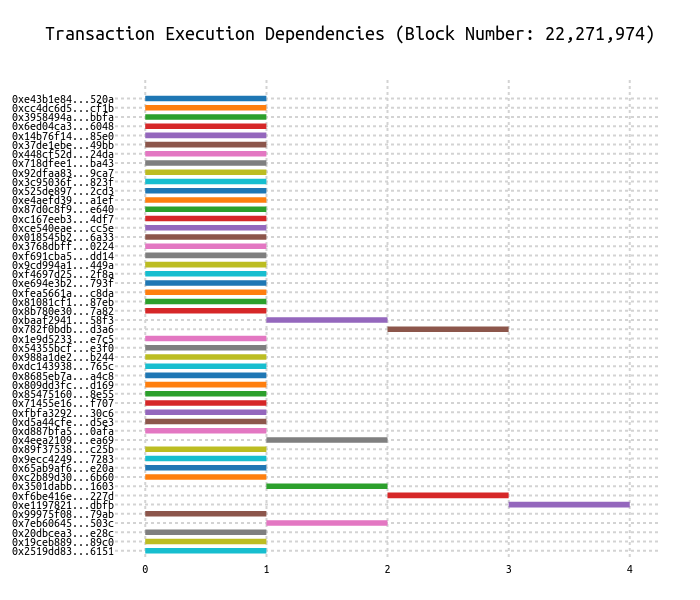 Transaction Execution Dependencies (Block Number: 22,271,974)
0xe43b1e84...520a
0xcc4dc6d5...cf1b
0x3958494a...bbfa
0x6ed04ca3...6048
0x14b76f14...85e0
0x37de1ebe...49bb
0x448cf52d...24da
0x718dfee1...ba43
0x92dfaa83...9ca7
0x3c95036f...823f
0x525de897...2cd3
0xe4aefd39...a1ef
0x87d0c8f9...e640
0xc167eeb3...4df7
0xce540eae...cc5e
0x018545b2...6a33
0x3768dbff...0224
0xf691cba5...dd14
0x9cd994a1...449a
0xf4697d25...2f8a
0xe694e3b2...793f
0xfea5661a...c8da
0x81081cf1...87eb
0x8b780e30...7a82
0xbaaf2941...58f3
0x782f0bdb...d3a6
0x1e9d5233...e7c5
0x54355bcf...e3f0
0x988a1de2...b244
0xdc143938...765c
0x8685eb7a...a4c8
0x809dd3fc...d169
0x85475160...8e55
0x71455e16...f707
0xfbfa3292...30c6
0xd5a44cfe...d5e3
0xd887bfa5...0afa
0x4eea2109...ea69
0x89f37538...c25b
0x9ecc4249...7283
0x65ab9af6...e20a
0xc2b89d30...6b60
0x3501dabb...1603
0xf6be416e...227d
0xe1197821...dbfb
0x99975f08...79ab
0x7eb60645...503c
0x20dbcea3...e28c
0x19ceb889...89c0
0x2519dd83...6151
0 1 2 3 4